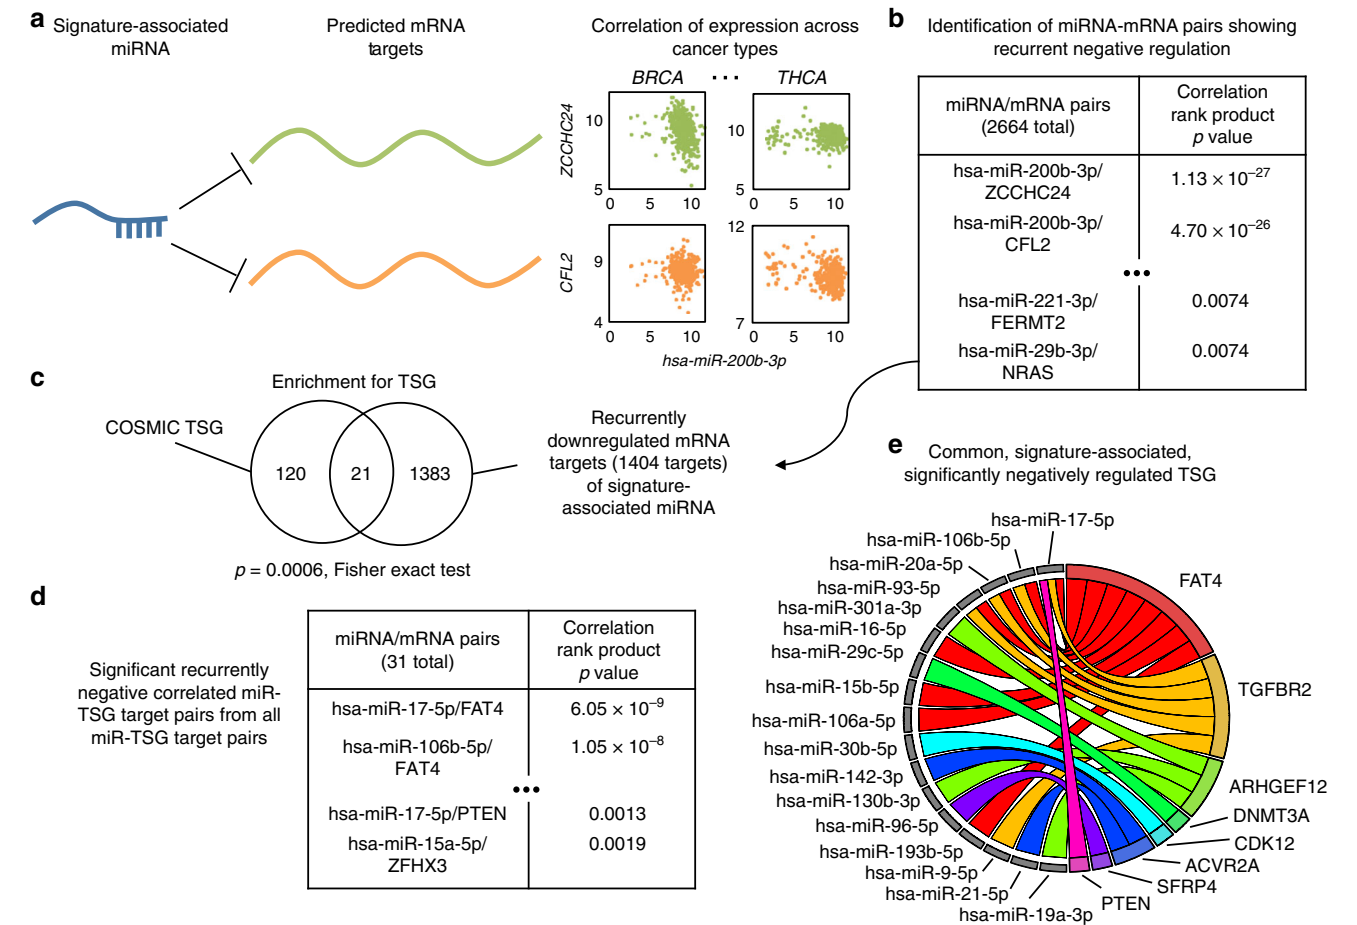 a
Signature-associated
miRNA
Predicted mRNA
targets
Correlation of expression across
cancer types
BRCA
THCA
ZCCHC24
10
5
0 5 10
10
5
0 5 10
CFL2
9
4
0 5 10
12
7
0 5 10
hsa-miR-200b-3p
b
Identification of miRNA-mRNA pairs showing
recurrent negative regulation
miRNA/mRNA pairs
(2664 total)
Correlation
rank product
p value
hsa-miR-200b-3p/
ZCCHC24
1.13 × 10⁻²⁷
hsa-miR-200b-3p/
CFL2
4.70 × 10⁻²⁶
hsa-miR-221-3p/
FERMT2
0.0074
hsa-miR-29b-3p/
NRAS
0.0074
c
Enrichment for TSG
COSMIC TSG
120
21
1383
p = 0.0006, Fisher exact test
Recurrently
downregulated mRNA
targets (1404 targets)
of signature-
associated miRNA
d
Significant recurrently
negative correlated miR-
TSG target pairs from all
miR-TSG target pairs
miRNA/mRNA pairs
(31 total)
Correlation
rank product
p value
hsa-miR-17-5p/FAT4
6.05 × 10⁻⁹
hsa-miR-106b-5p/
FAT4
1.05 × 10⁻⁸
hsa-miR-17-5p/PTEN
0.0013
hsa-miR-15a-5p/
ZFHX3
0.0019
e
Common, signature-associated,
significantly negatively regulated TSG
hsa-miR-17-5p
hsa-miR-106b-5p
hsa-miR-20a-5p
hsa-miR-93-5p
hsa-miR-301a-3p
hsa-miR-16-5p
hsa-miR-29c-5p
hsa-miR-15b-5p
hsa-miR-106a-5p
hsa-miR-30b-5p
hsa-miR-142-3p
hsa-miR-130b-3p
hsa-miR-96-5p
hsa-miR-193b-5p
hsa-miR-9-5p
hsa-miR-21-5p
hsa-miR-19a-3p
FAT4
TGFBR2
ARHGEF12
DNMT3A
CDK12
ACVR2A
SFRP4
PTEN